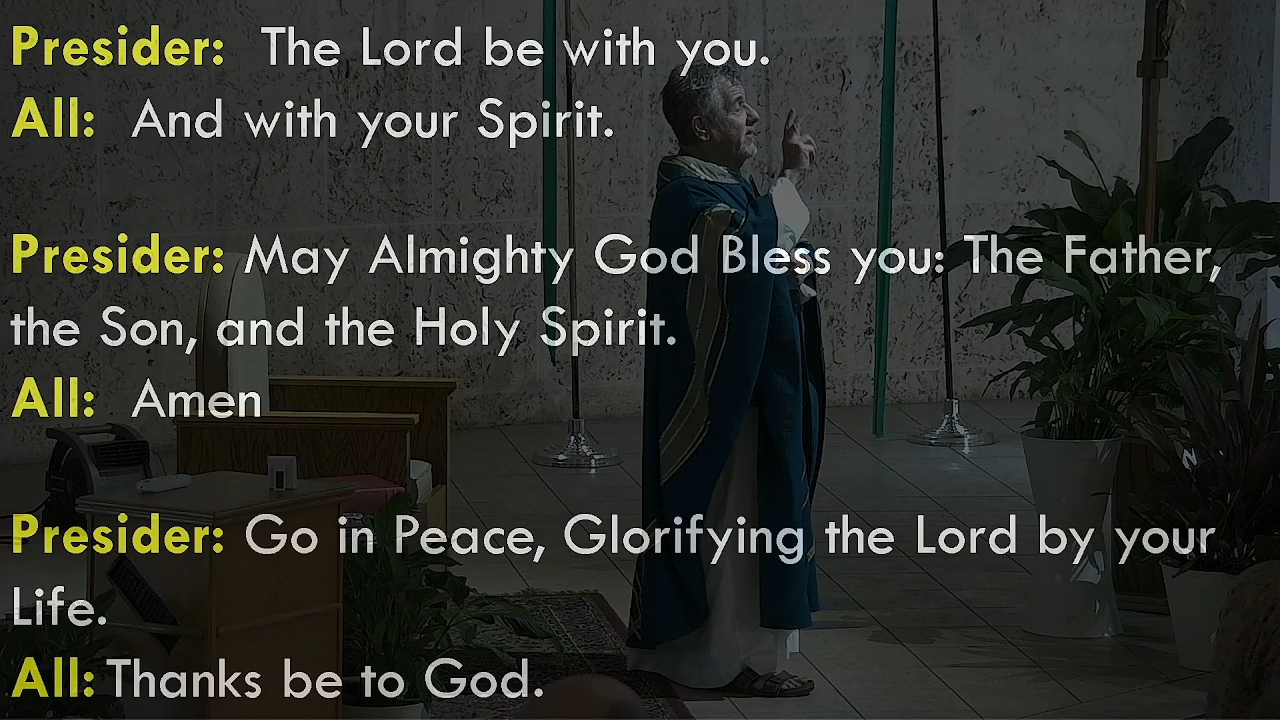 Presider: The Lord be with you.
All: And with your Spirit.
Presider: May Almighty God Bless you: The Father,
the Son, and the Holy Spirit.
All: Amen
Presider: Go in Peace, Glorifying the Lord by your
Life.
All: Thanks be to God.